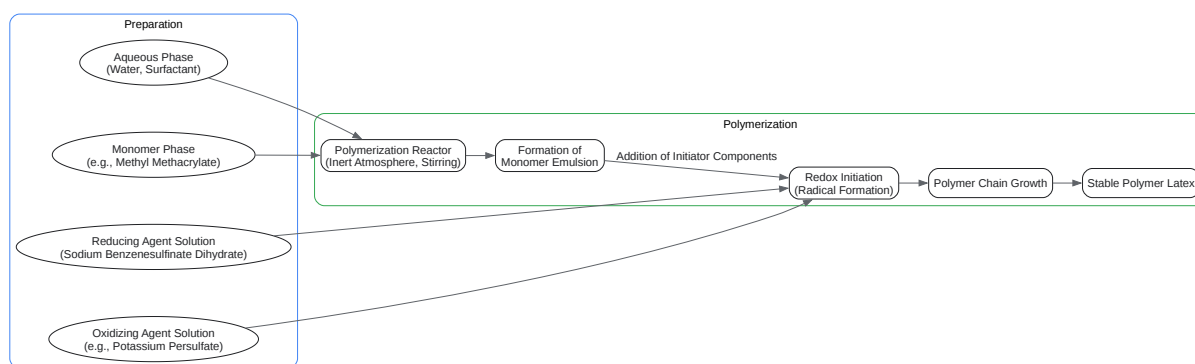 Preparation
Aqueous Phase
(Water, Surfactant)
Monomer Phase
(e.g., Methyl Methacrylate)
Reducing Agent Solution
(Sodium Benzenesulfinate Dihydrate)
Oxidizing Agent Solution
(e.g., Potassium Persulfate)
Polymerization
Polymerization Reactor
(Inert Atmosphere, Stirring)
Formation of
Monomer Emulsion
Addition of Initiator Components
Redox Initiation
(Radical Formation)
Polymer Chain Growth
Stable Polymer Latex